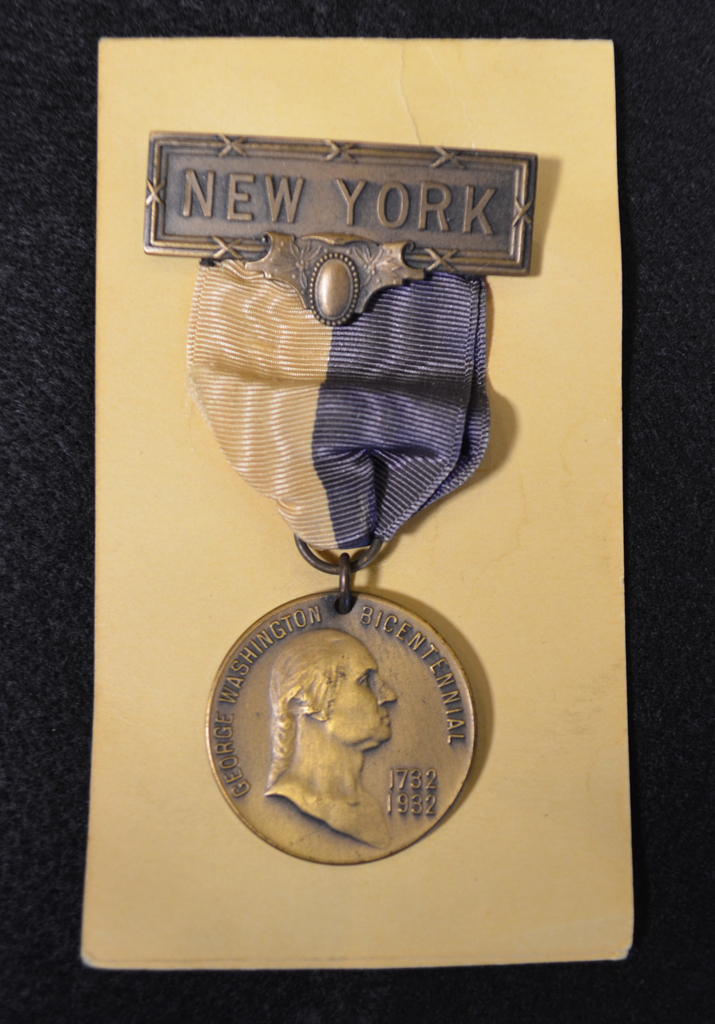 NEW YORK
GEORGE WASHINGTON BICENTENNIAL
1732
1932